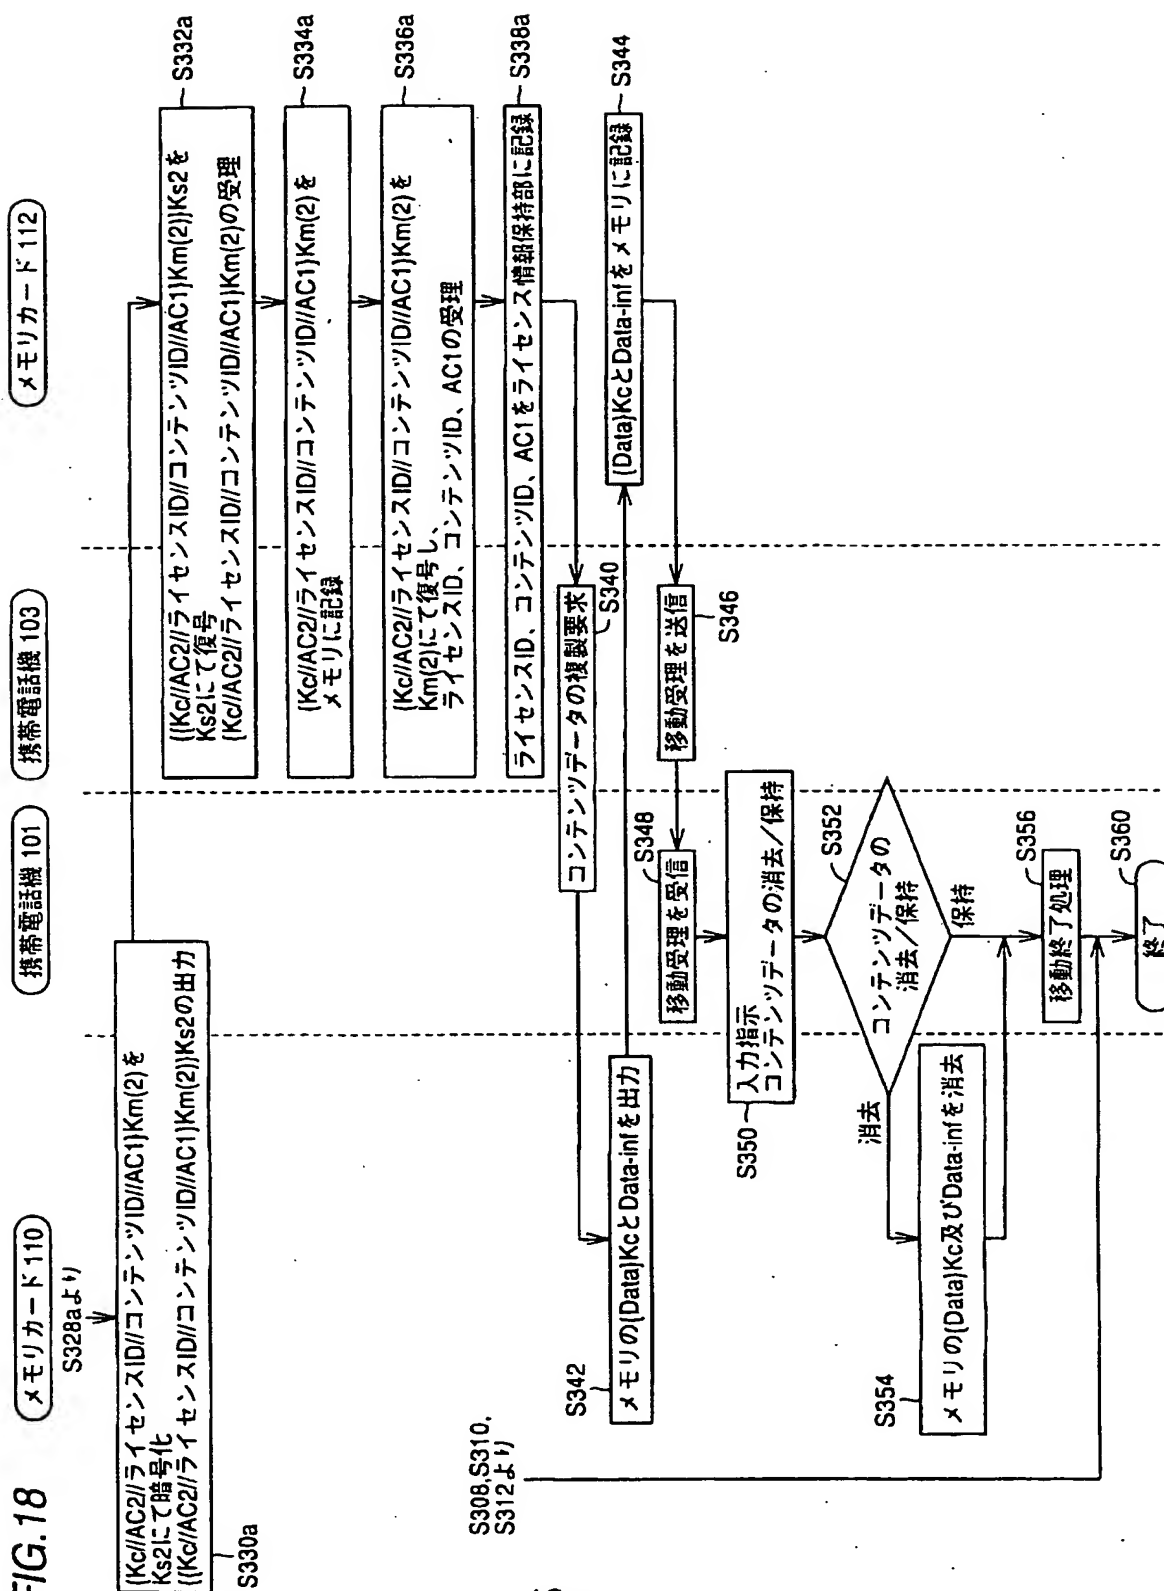 FIG.18
メモリカード110
携帯電話機 101
携帯電話機 103
メモリカード 112
S328aより
{Kc//AC2//ライセンスID//コンテンツID//AC1}Km(2)を
Ks2にて暗号化
{{Kc//AC2//ライセンスID//コンテンツID//AC1}Km(2)}Ks2の出力
S330a
{{Kc//AC2//ライセンスID//コンテンツID//AC1}Km(2)}Ks2を
Ks2にて復号
{Kc//AC2//ライセンスID//コンテンツID//AC1}Km(2)の受理
S332a
{Kc//AC2//ライセンスID//コンテンツID//AC1}Km(2)を
メモリに記録
S334a
{Kc//AC2//ライセンスID//コンテンツID//AC1}Km(2)を
Km(2)にて復号し、
ライセンスID、コンテンツID、AC1の受理
S336a
ライセンスID、コンテンツID、AC1をライセンス情報保持部に記録
S338a
コンテンツデータの複製要求
S340
S342
メモリの{Data}KcとData-infを出力
{Data}KcとData-infをメモリに記録
S344
移動受理を送信
S346
S348
移動受理を受信
S350
入力指示
コンテンツデータの消去／保持
S352
コンテンツデータの
消去／保持
消去
保持
S354
メモリの{Data}Kc及びData-infを消去
S356
移動終了処理
S308,S310,
S312より
S360
終了